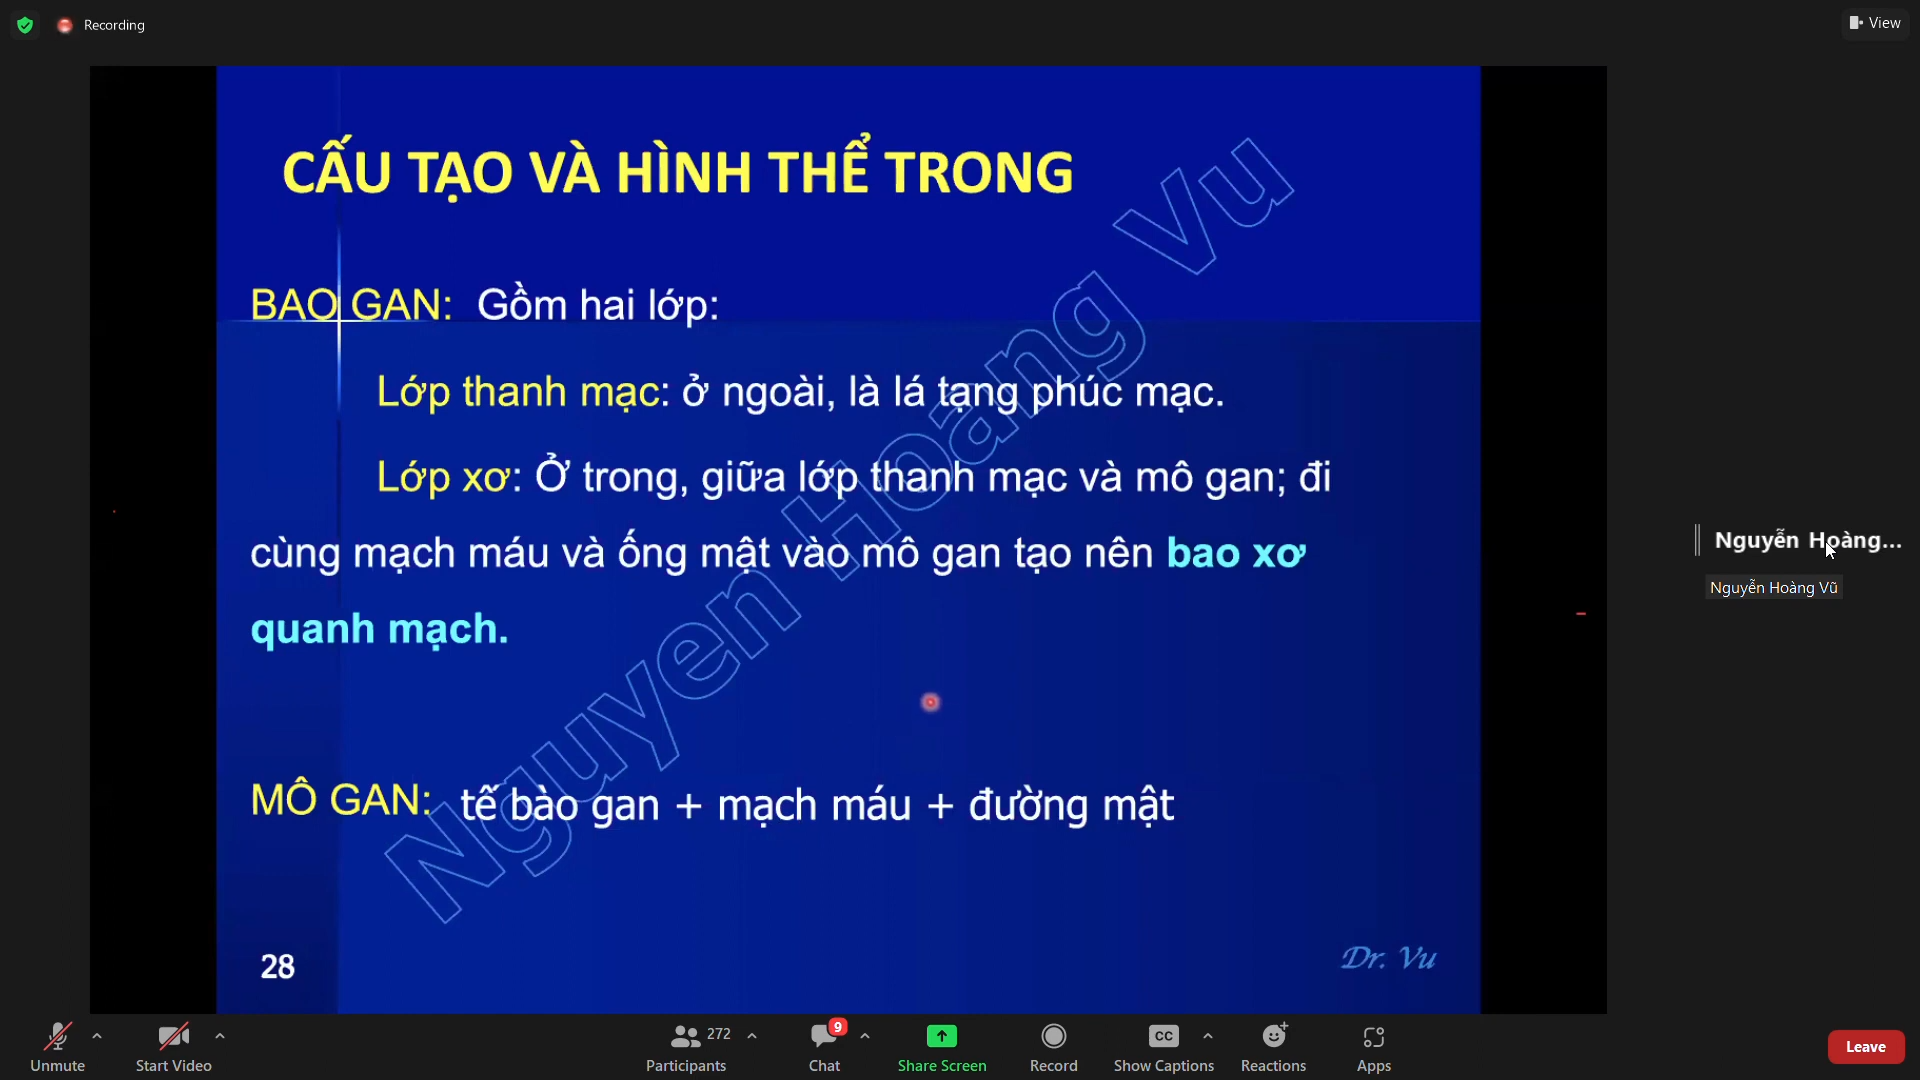 Recording
View
CẤU TẠO VÀ HÌNH THỂ TRONG
BAO GAN: Gồm hai lớp:
Lớp thanh mạc: ở ngoài, là lá tạng phúc mạc.
Lớp xơ: Ở trong, giữa lớp thanh mạc và mô gan; đi
cùng mạch máu và ống mật vào mô gan tạo nên bao xơ
quanh mạch.
Nguyen Hoang Vu
MÔ GAN: tế bào gan + mạch máu + đường mật
28
Dr. Vu
Nguyễn Hoàng...
Nguyễn Hoàng Vũ
Unmute
Start Video
272
Participants
9
Chat
Share Screen
Record
CC
Show Captions
Reactions
Apps
Leave